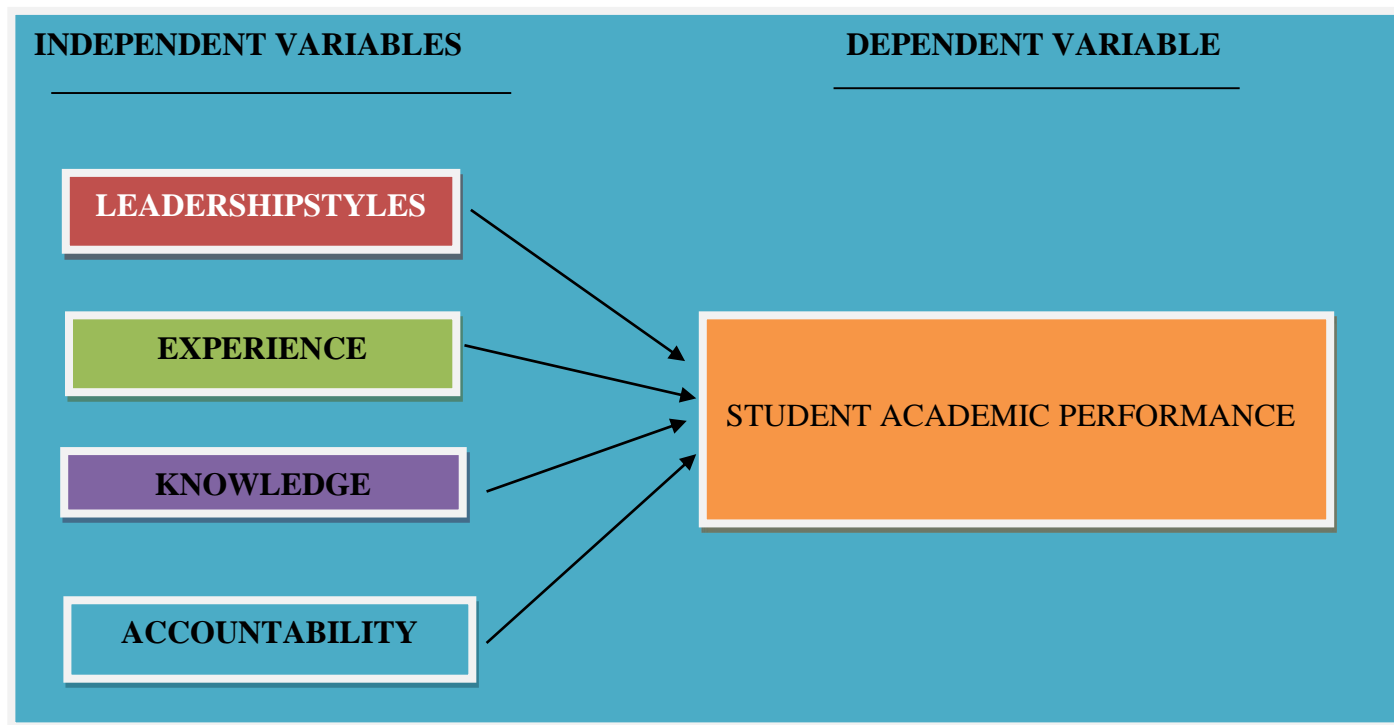 INDEPENDENT VARIABLES
DEPENDENT VARIABLE
LEADERSHIPSTYLES
EXPERIENCE
KNOWLEDGE
ACCOUNTABILITY
STUDENT ACADEMIC PERFORMANCE